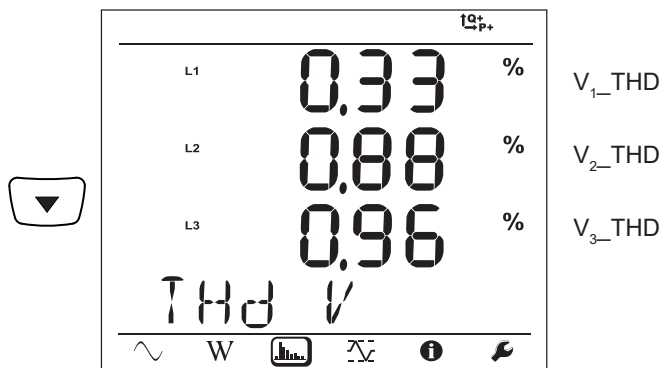 Q+
P+
L1 0.33 % V₁_THD
L2 0.88 % V₂_THD
L3 0.96 % V₃_THD
THd V
W